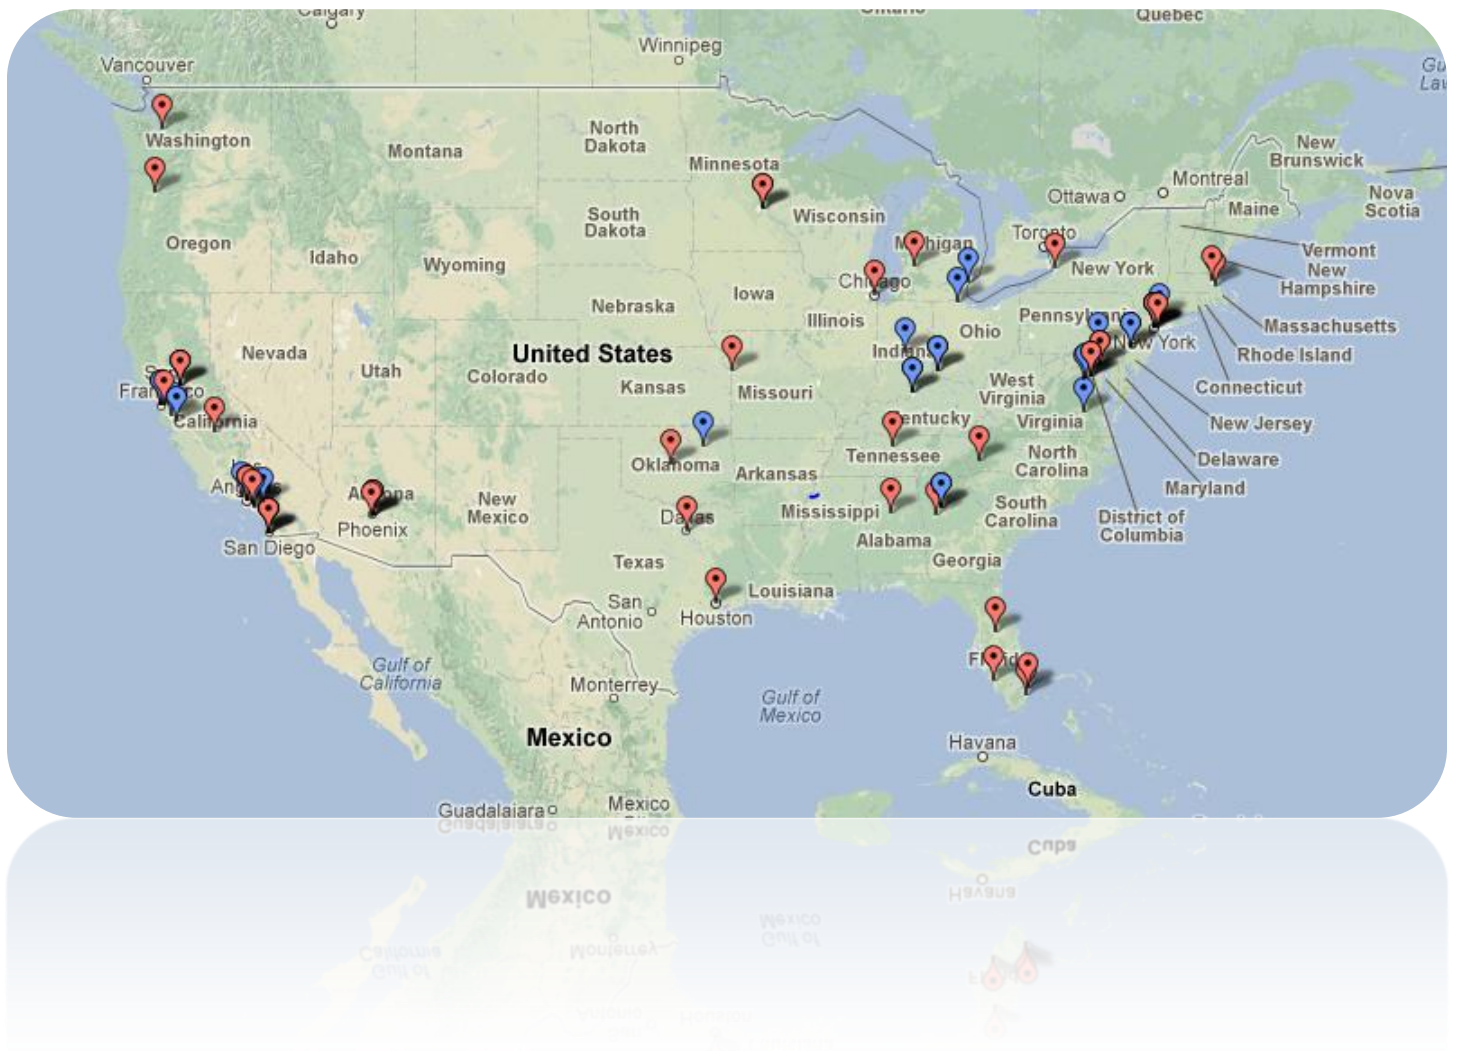 Calgary
Ontario
Quebec
Winnipeg
Vancouver
Washington
Montana
North
Dakota
Minnesota
New
Brunswick
Ottawa
Montreal
Nova
Scotia
Maine
South
Dakota
Wisconsin
Toronto
Oregon
Idaho
Wyoming
Vermont
New York
New
Hampshire
Iowa
Nebraska
Illinois
Ohio
Massachusetts
Nevada
United States
Utah
Colorado
Kansas
Missouri
West
Virginia
New York
Rhode Island
Connecticut
California
Virginia
New Jersey
Oklahoma
Arkansas
Tennessee
North
Carolina
Delaware
Maryland
Phoenix
New
Mexico
Mississippi
South
Carolina
District of
Columbia
San Diego
Texas
Alabama
Georgia
Louisiana
San
Antonio
Houston
Gulf of
California
Monterrey
Gulf of
Mexico
Mexico
Havana
Cuba
Guadalajara
Mexico